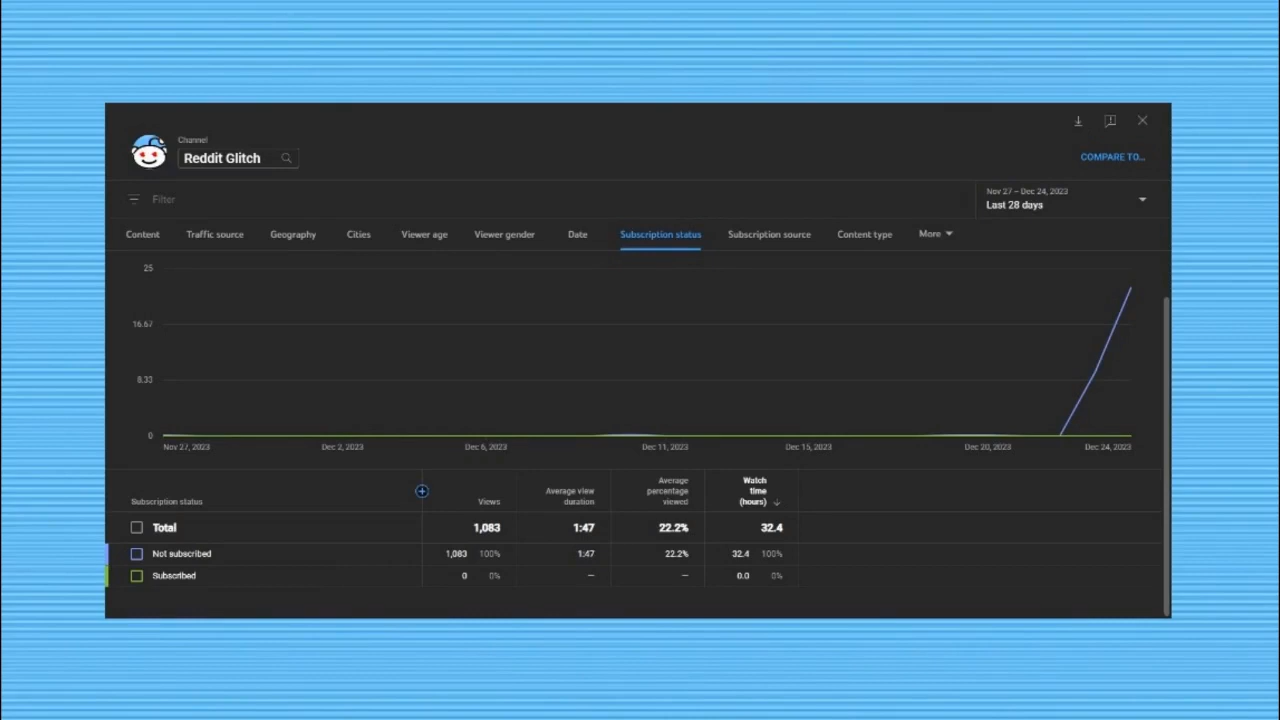 Channel
Reddit Glitch
COMPARE TO...
Filter
Nov 27 – Dec 24, 2023
Last 28 days
Content Traffic source Geography Cities Viewer age Viewer gender Date Subscription status Subscription source Content type More
25
16.67
8.33
0
Nov 27, 2023 Dec 2, 2023 Dec 6, 2023 Dec 11, 2023 Dec 15, 2023 Dec 20, 2023 Dec 24, 2023
Subscription status
Views
Average view
duration
Average
percentage
viewed
Watch
time
(hours)
Total 1,083 1:47 22.2% 32.4
Not subscribed 1,083 100% 1:47 22.2% 32.4 100%
Subscribed 0 0% — — 0.0 0%